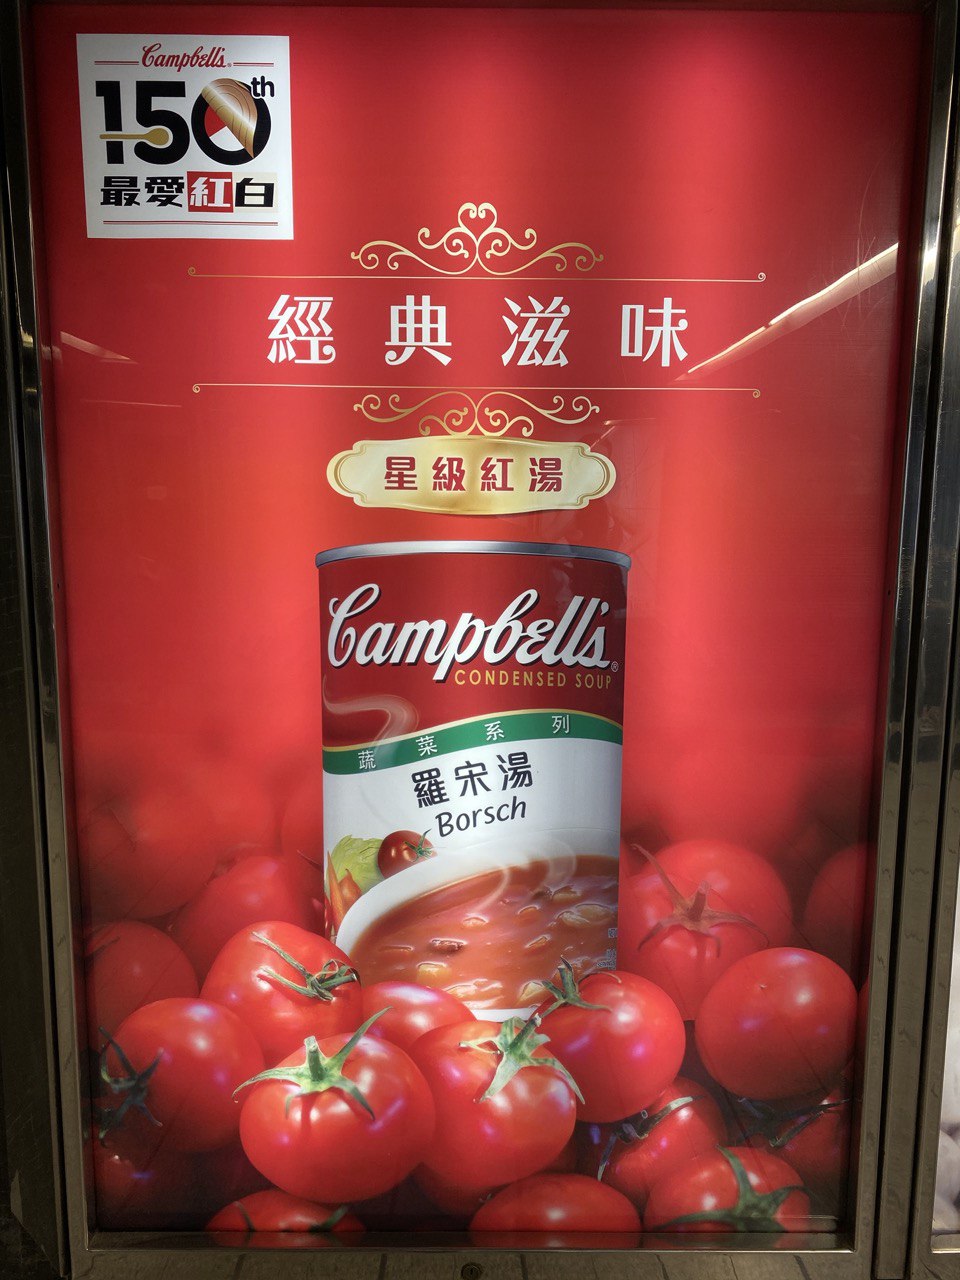 Campbell's®
150th
最愛紅白
經典滋味
星級紅湯
Campbell's®
CONDENSED SOUP
蔬菜系列
羅宋湯
Borsch